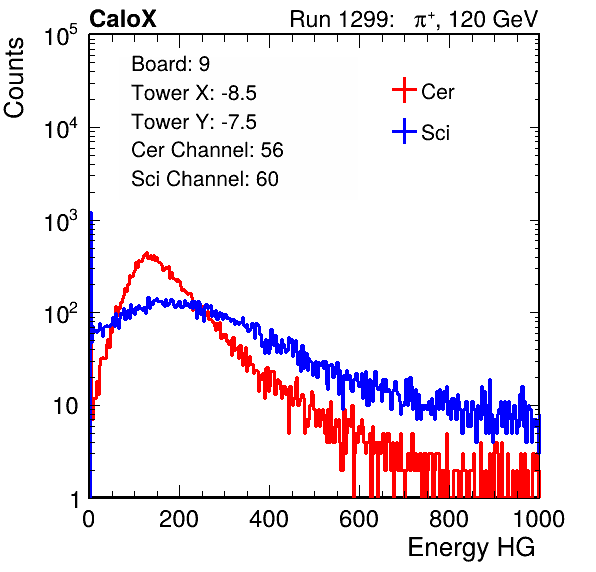 CaloX Run 1299: π⁺, 120 GeV
Counts
10⁵
10⁴
10³
10²
10
1
Board: 9
Tower X: -8.5
Tower Y: -7.5
Cer Channel: 56
Sci Channel: 60
Cer
Sci
0 200 400 600 800 1000
Energy HG